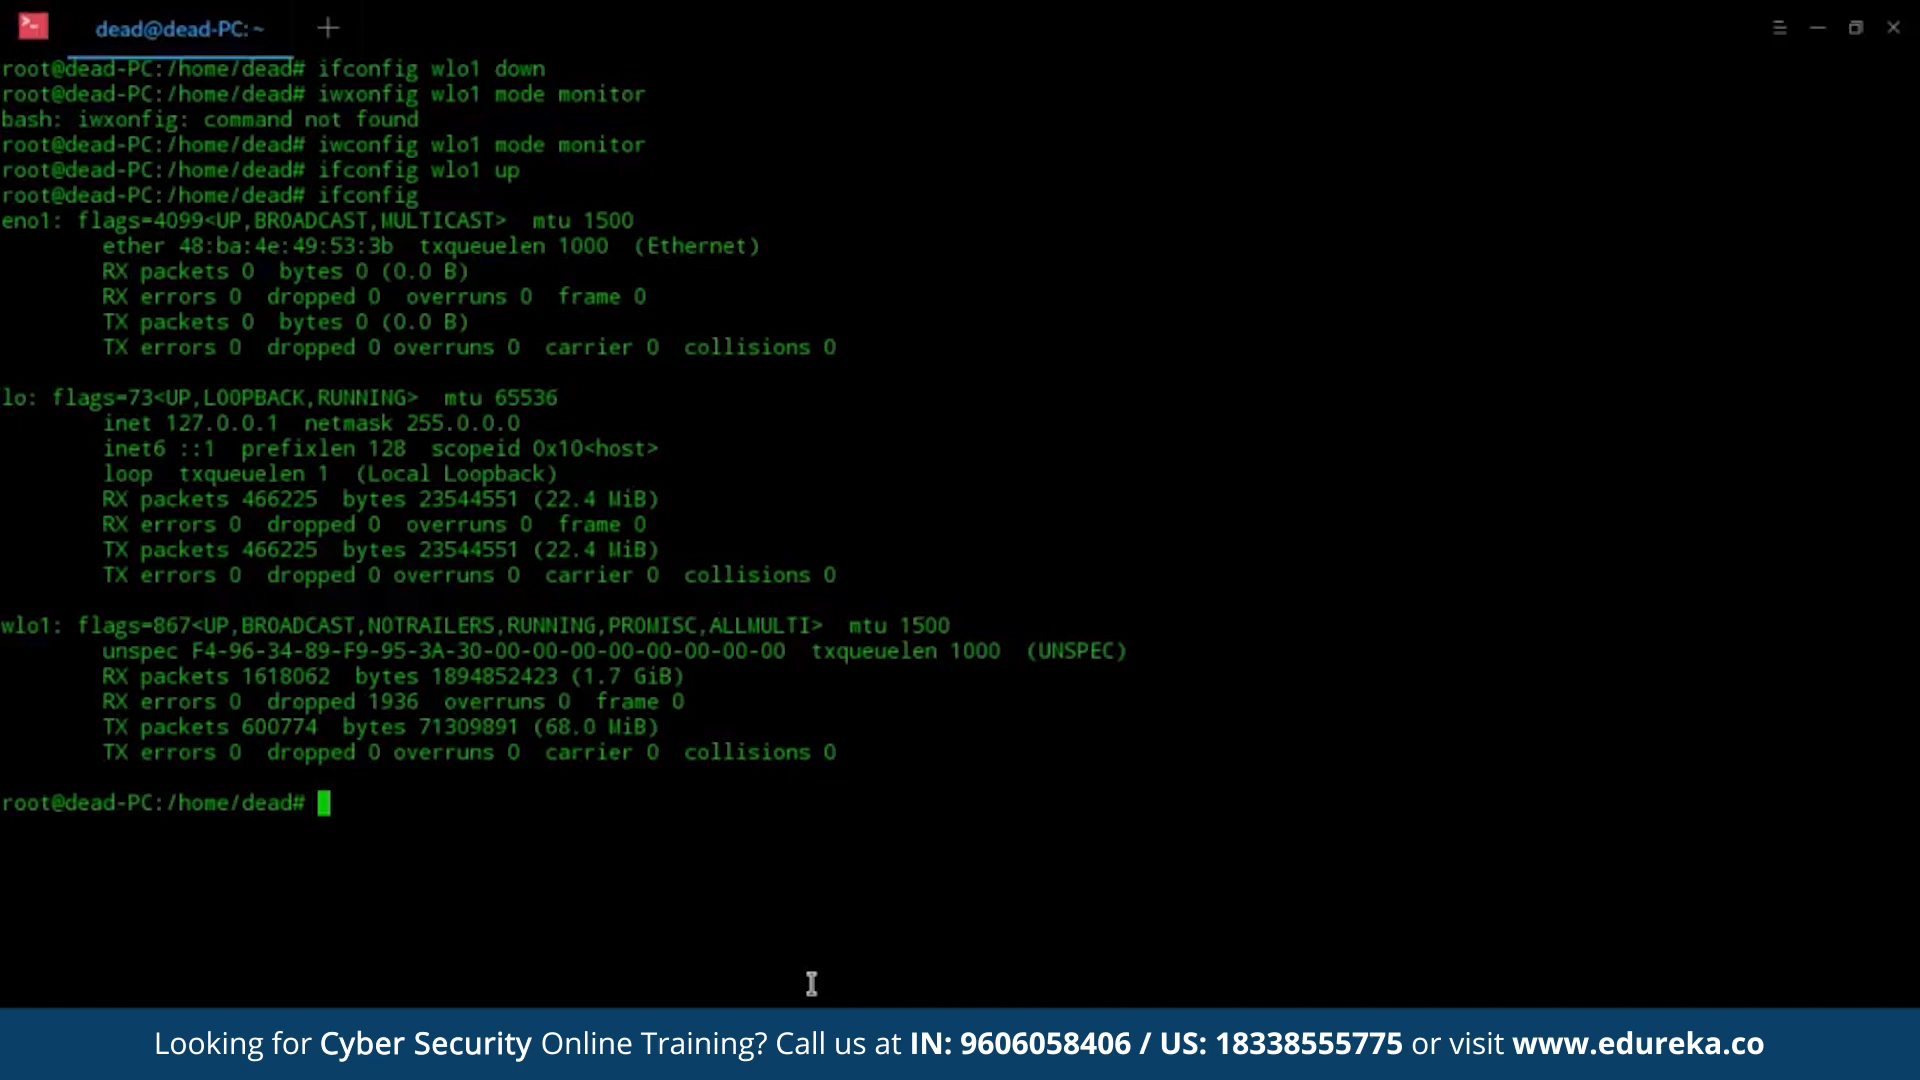 dead@dead-PC: ~
root@dead-PC:/home/dead# ifconfig wlo1 down
root@dead-PC:/home/dead# iwxonfig wlo1 mode monitor
bash: iwxonfig: command not found
root@dead-PC:/home/dead# iwconfig wlo1 mode monitor
root@dead-PC:/home/dead# ifconfig wlo1 up
root@dead-PC:/home/dead# ifconfig
eno1: flags=4099<UP,BROADCAST,MULTICAST>  mtu 1500
        ether 48:ba:4e:49:53:3b  txqueuelen 1000  (Ethernet)
        RX packets 0  bytes 0 (0.0 B)
        RX errors 0  dropped 0  overruns 0  frame 0
        TX packets 0  bytes 0 (0.0 B)
        TX errors 0  dropped 0 overruns 0  carrier 0  collisions 0
lo: flags=73<UP,LOOPBACK,RUNNING>  mtu 65536
        inet 127.0.0.1  netmask 255.0.0.0
        inet6 ::1  prefixlen 128  scopeid 0x10<host>
        loop  txqueuelen 1  (Local Loopback)
        RX packets 466225  bytes 23544551 (22.4 MiB)
        RX errors 0  dropped 0  overruns 0  frame 0
        TX packets 466225  bytes 23544551 (22.4 MiB)
        TX errors 0  dropped 0 overruns 0  carrier 0  collisions 0
wlo1: flags=867<UP,BROADCAST,NOTRAILERS,RUNNING,PROMISC,ALLMULTI>  mtu 1500
        unspec F4-96-34-89-F9-95-3A-30-00-00-00-00-00-00-00-00  txqueuelen 1000  (UNSPEC)
        RX packets 1618062  bytes 1894852423 (1.7 GiB)
        RX errors 0  dropped 1936  overruns 0  frame 0
        TX packets 600774  bytes 71309891 (68.0 MiB)
        TX errors 0  dropped 0 overruns 0  carrier 0  collisions 0
root@dead-PC:/home/dead#
Looking for Cyber Security Online Training? Call us at IN: 9606058406 / US: 18338555775 or visit www.edureka.co